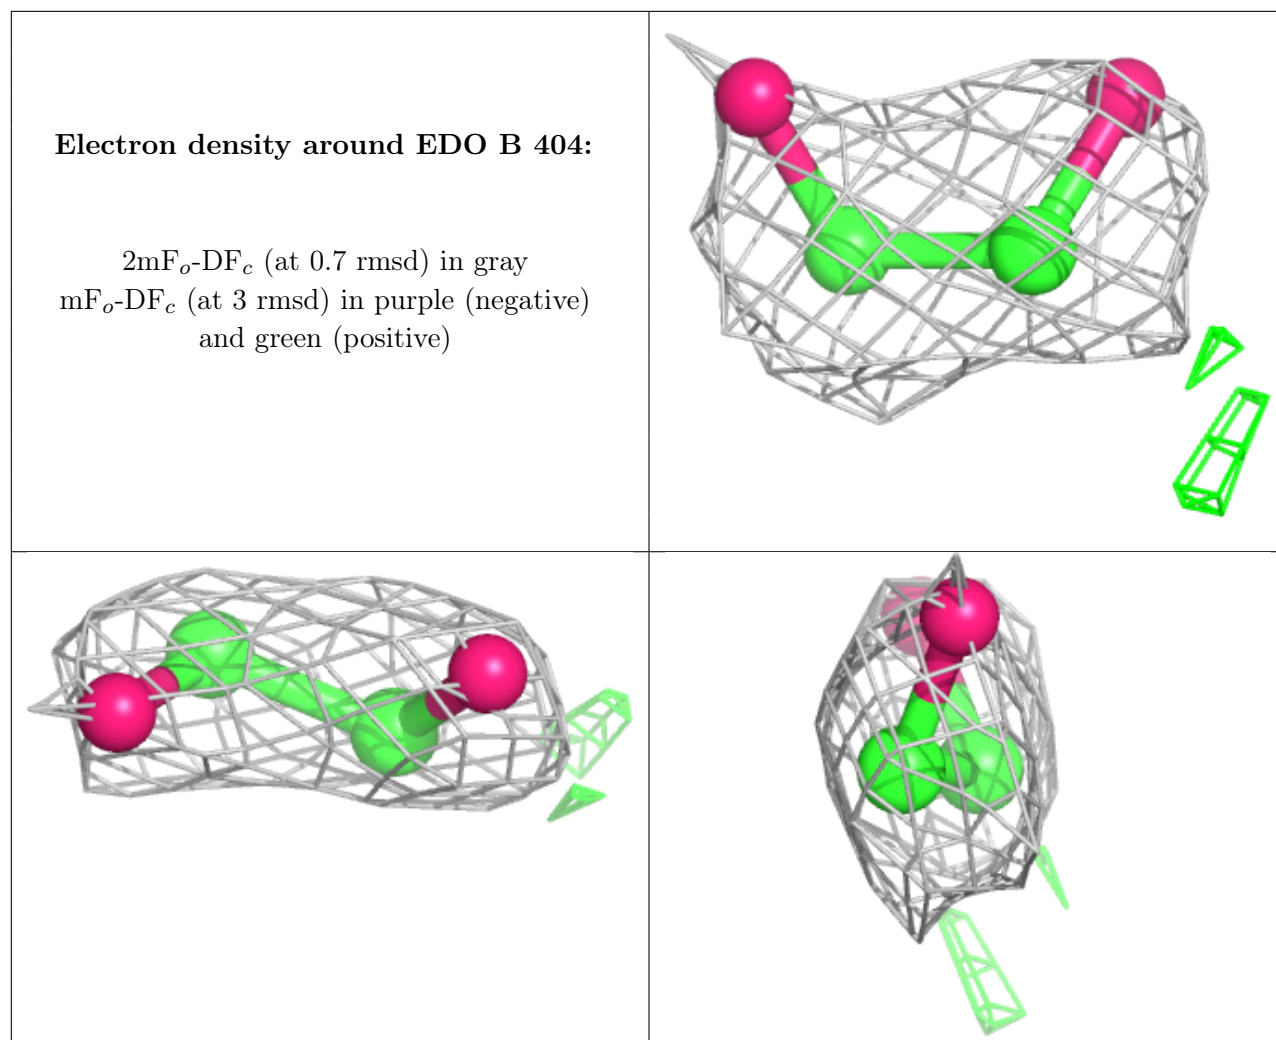 Electron density around EDO B 404:
2mFo-DFc (at 0.7 rmsd) in gray
mFo-DFc (at 3 rmsd) in purple (negative)
and green (positive)